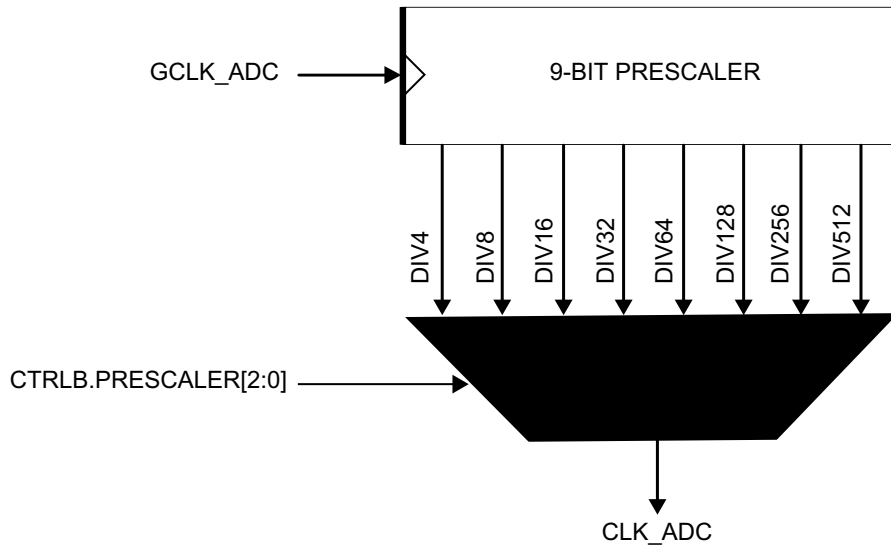 GCLK_ADC
9-BIT PRESCALER
DIV4
DIV8
DIV16
DIV32
DIV64
DIV128
DIV256
DIV512
CTRLB.PRESCALER[2:0]
CLK_ADC